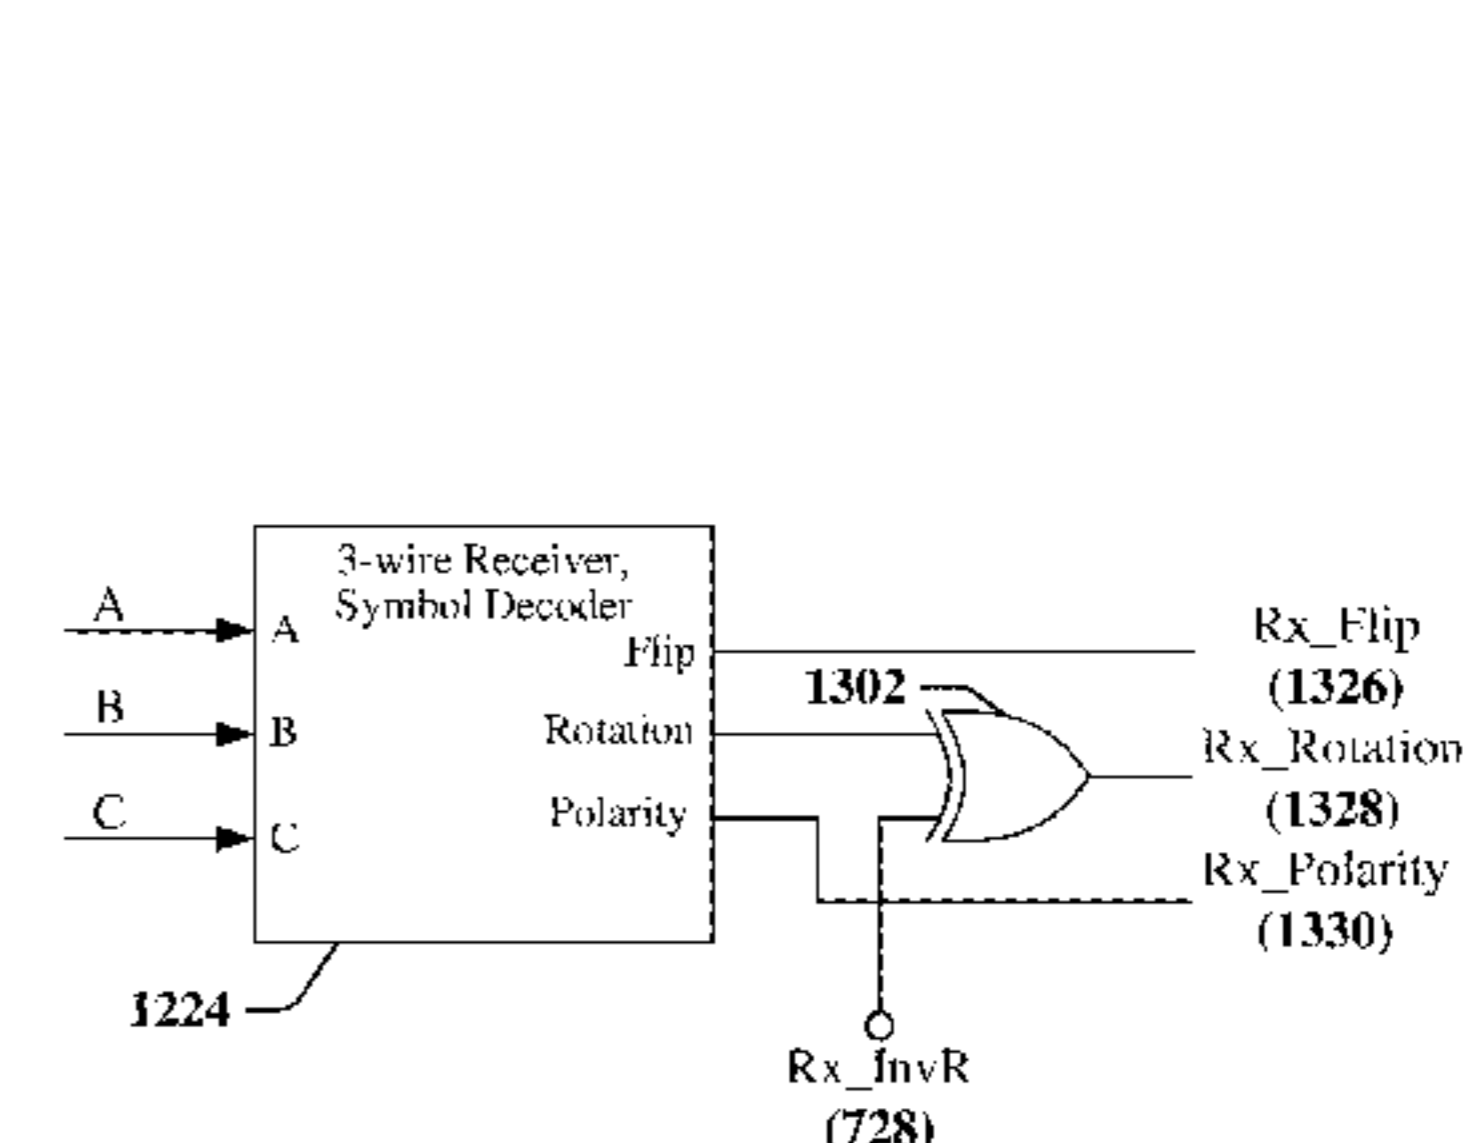 3-wire Receiver,
Symbol Decoder
A
A
B
B
C
C
Flip
Rotation
Polarity
1302
Rx_Flip
(1326)
Rx_Rotation
(1328)
Rx_Polarity
(1330)
1224
Rx_InvR
(728)